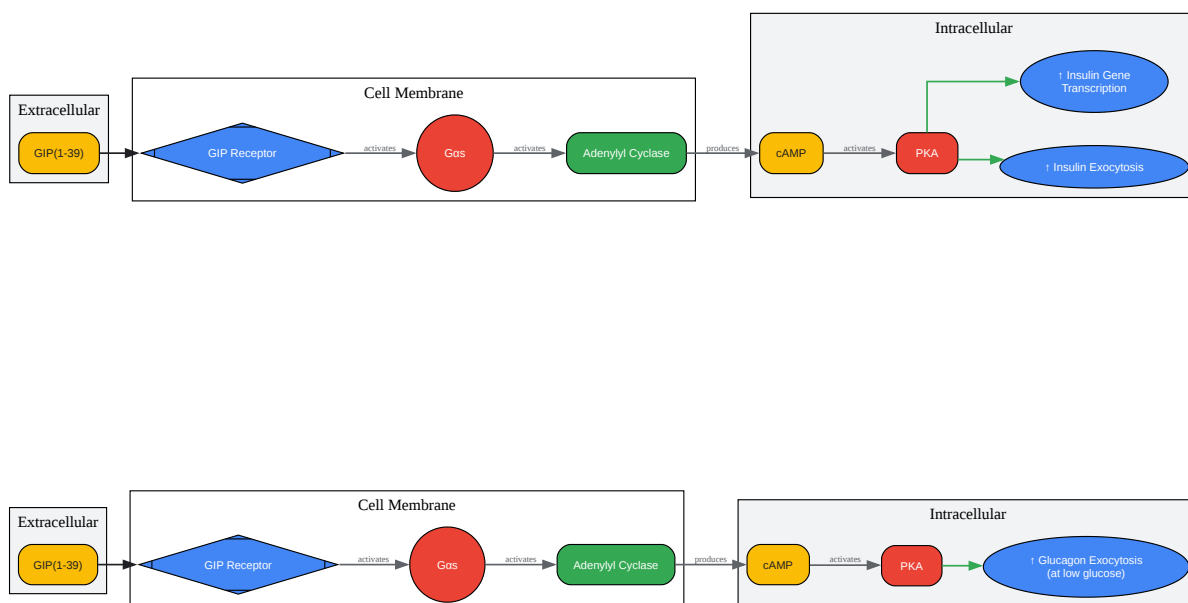 Intracellular
↑ Insulin Gene
Transcription
Cell Membrane
Extracellular
GIP(1-39)
GIP Receptor
activates
Gαs
activates
Adenylyl Cyclase
produces
cAMP
activates
PKA
↑ Insulin Exocytosis
Cell Membrane
Intracellular
Extracellular
GIP(1-39)
GIP Receptor
activates
Gαs
activates
Adenylyl Cyclase
produces
cAMP
activates
PKA
↑ Glucagon Exocytosis
(at low glucose)